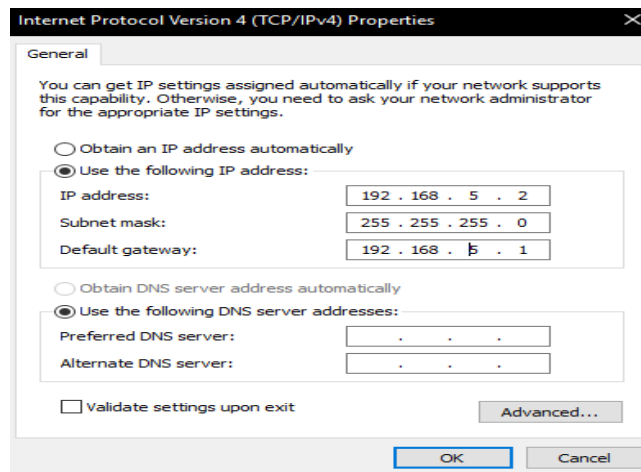 Internet Protocol Version 4 (TCP/IPv4) Properties
General
You can get IP settings assigned automatically if your network supports
this capability. Otherwise, you need to ask your network administrator
for the appropriate IP settings.
Obtain an IP address automatically
Use the following IP address:
IP address: 192 . 168 . 5 . 2
Subnet mask: 255 . 255 . 255 . 0
Default gateway: 192 . 168 . 5 . 1
Obtain DNS server address automatically
Use the following DNS server addresses:
Preferred DNS server: . . .
Alternate DNS server: . . .
Validate settings upon exit
Advanced...
OK Cancel